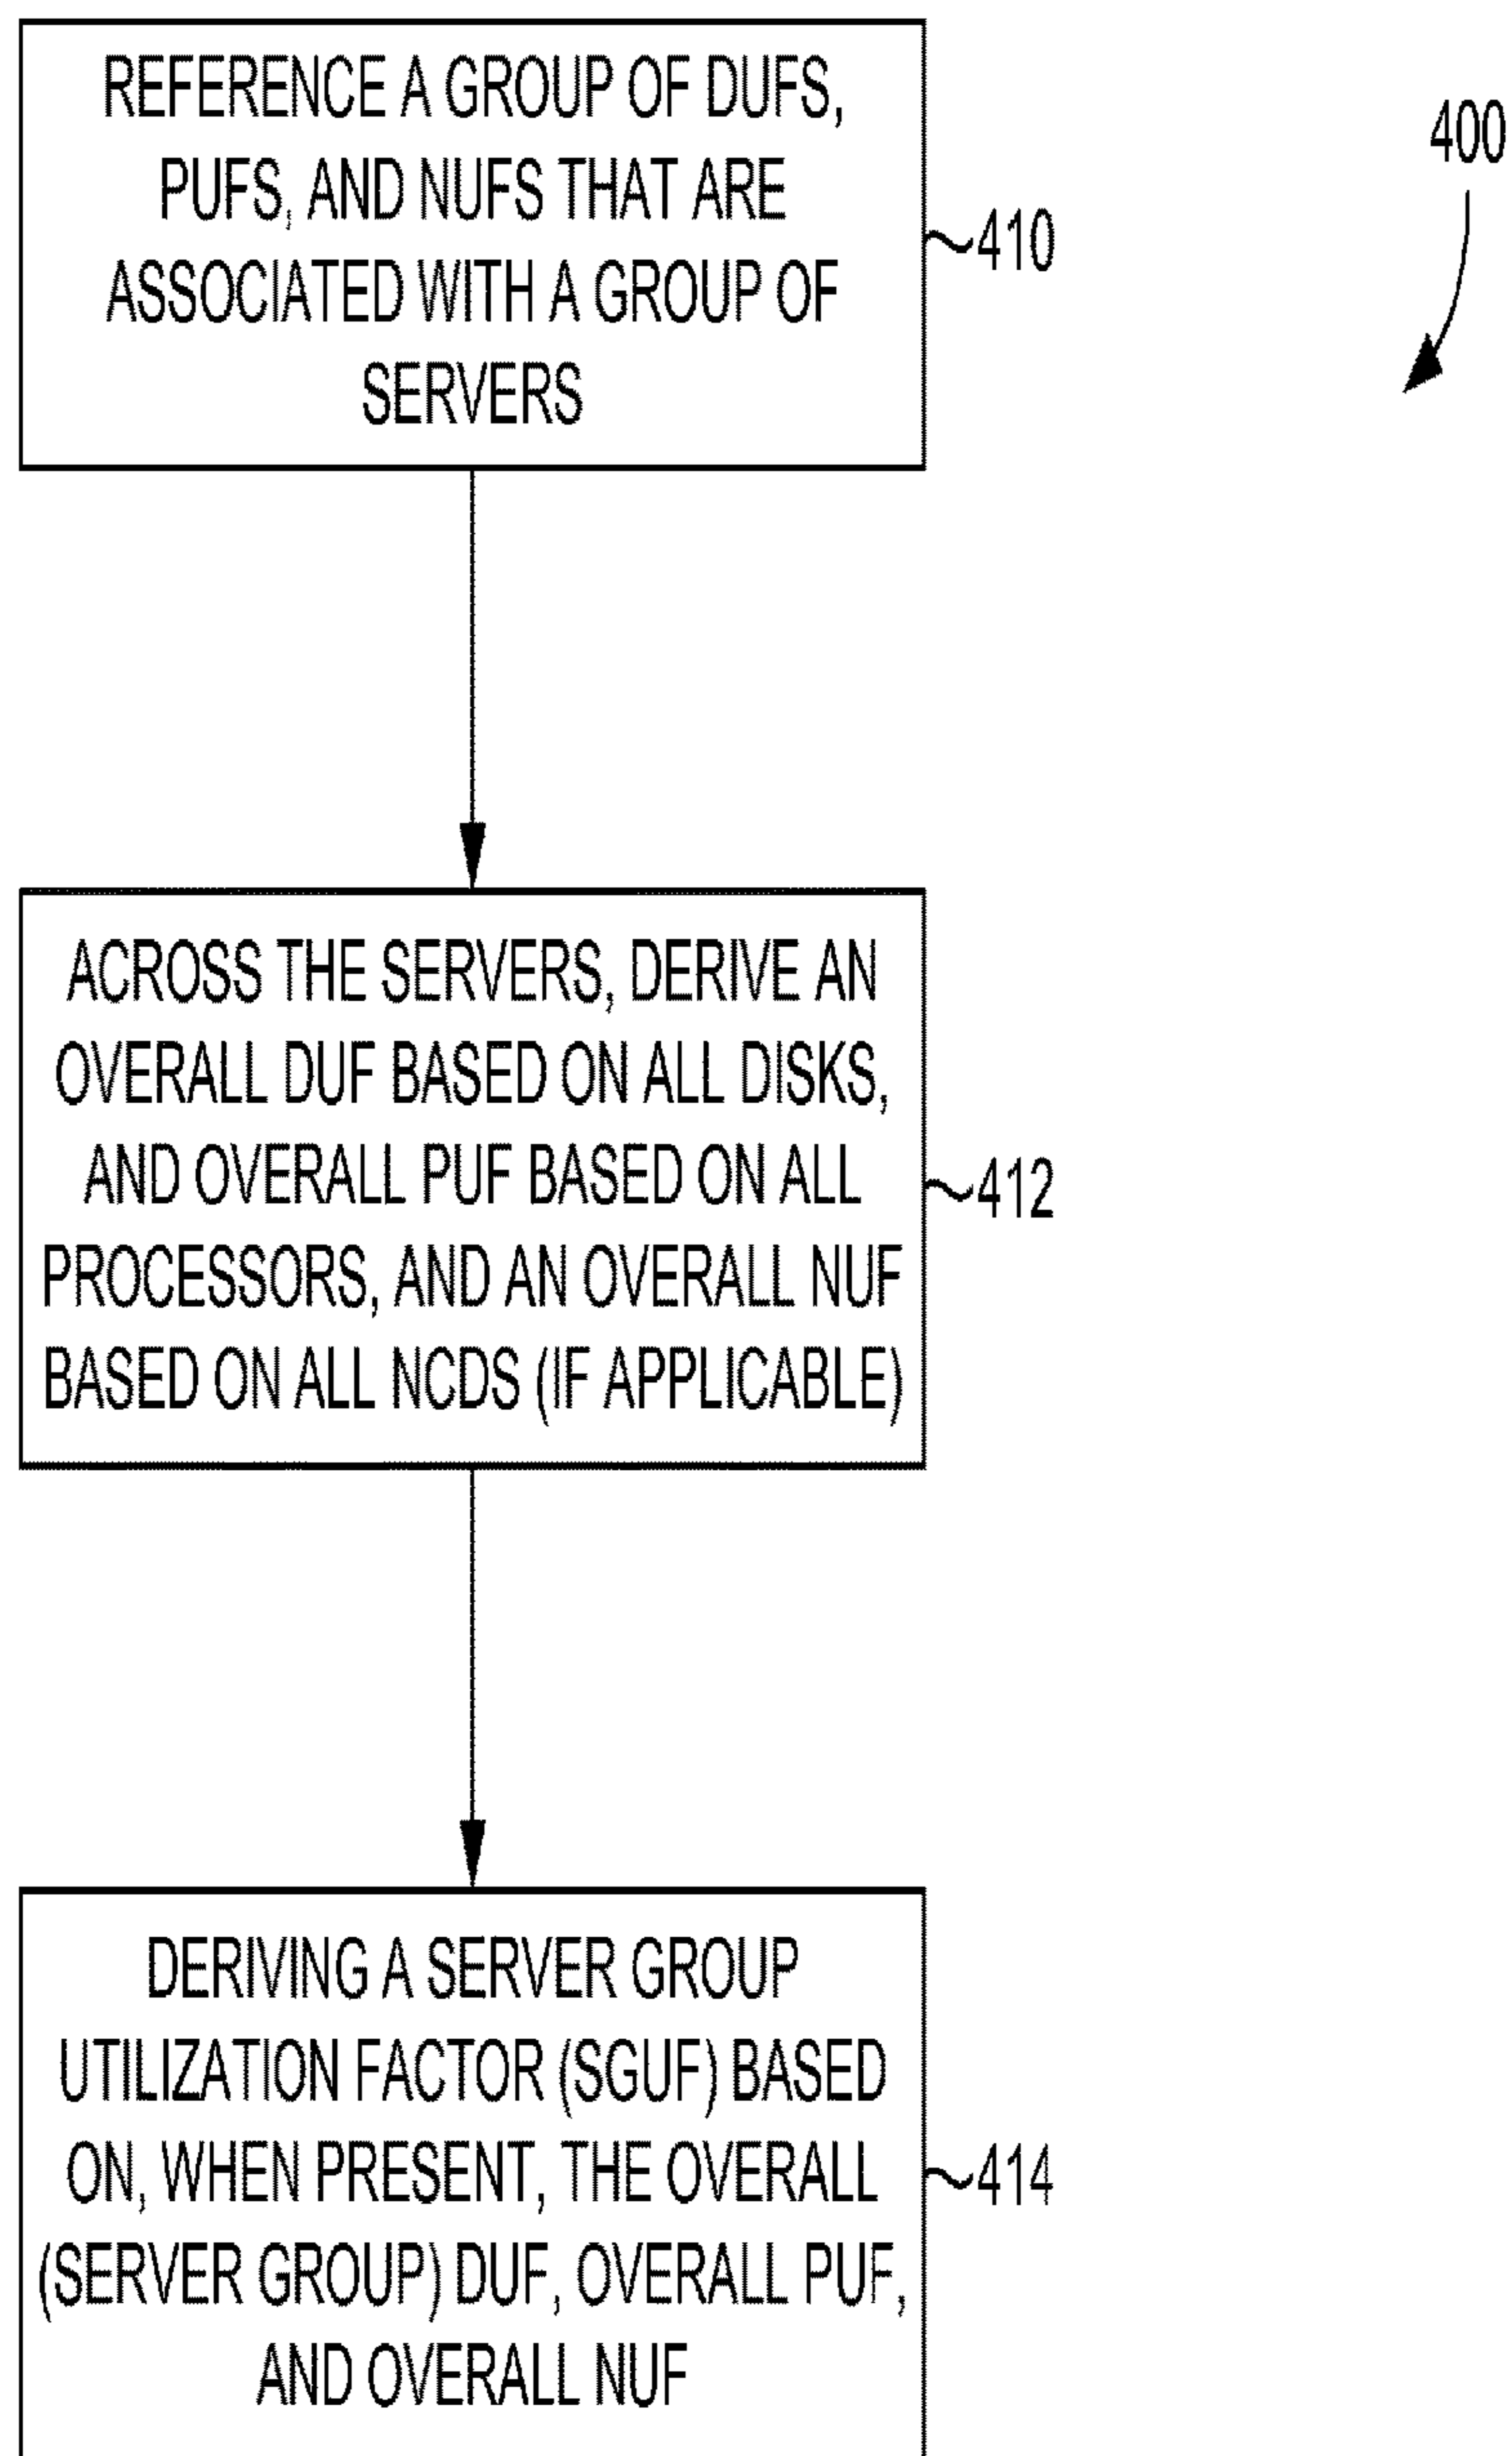 REFERENCE A GROUP OF DUFS,
PUFS, AND NUFS THAT ARE
ASSOCIATED WITH A GROUP OF
SERVERS
410
400
ACROSS THE SERVERS, DERIVE AN
OVERALL DUF BASED ON ALL DISKS,
AND OVERALL PUF BASED ON ALL
PROCESSORS, AND AN OVERALL NUF
BASED ON ALL NCDS (IF APPLICABLE)
412
DERIVING A SERVER GROUP
UTILIZATION FACTOR (SGUF) BASED
ON, WHEN PRESENT, THE OVERALL
(SERVER GROUP) DUF, OVERALL PUF,
AND OVERALL NUF
414